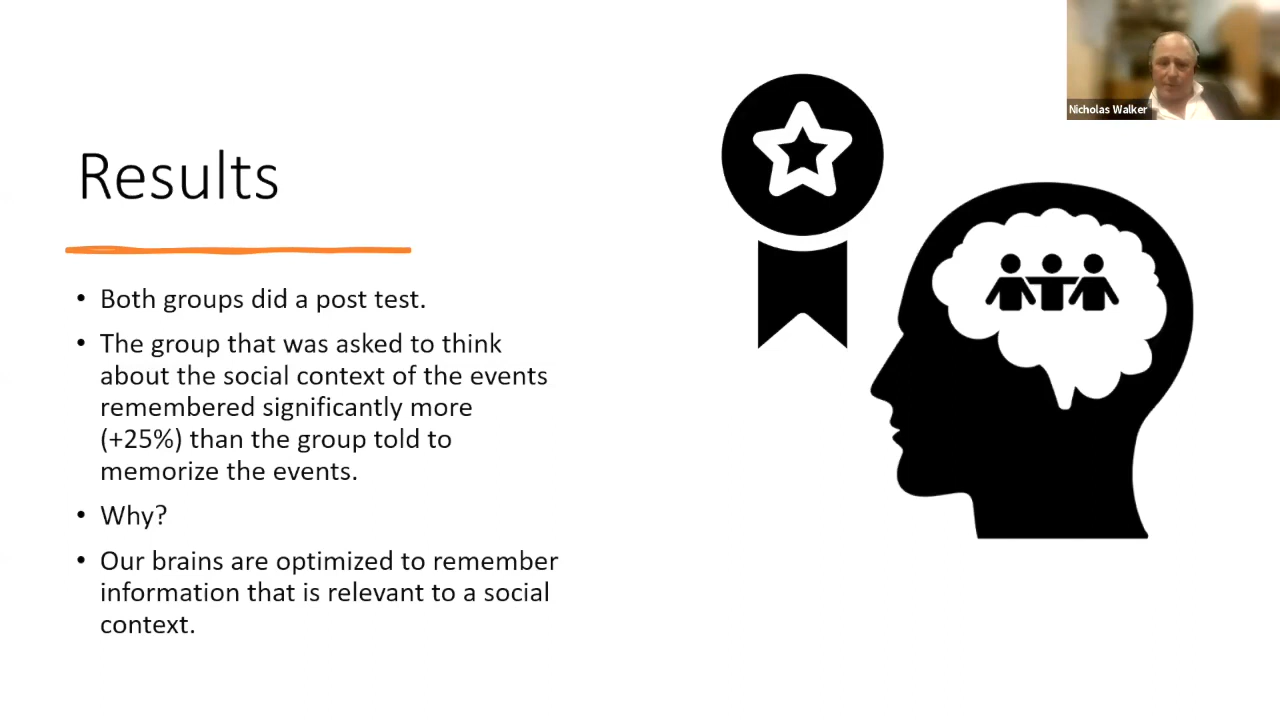 Nicholas Walker
Results
• Both groups did a post test.
• The group that was asked to think
about the social context of the events
remembered significantly more
(+25%) than the group told to
memorize the events.
• Why?
• Our brains are optimized to remember
information that is relevant to a social
context.